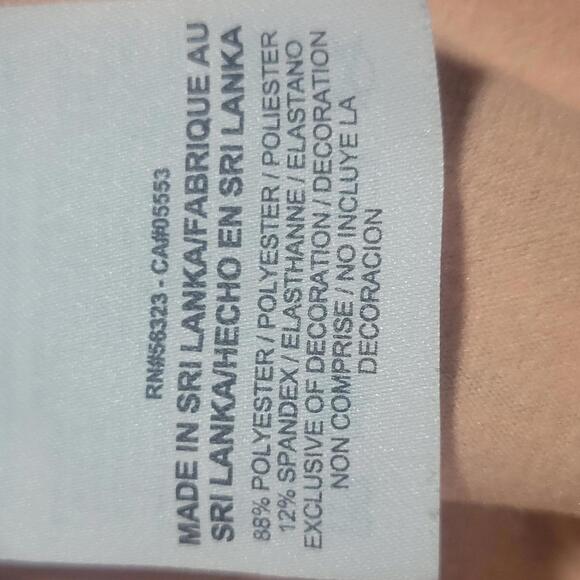 RN#56323 - CA#05553
MADE IN SRI LANKA/FABRIQUE AU
SRI LANKA/HECHO EN SRI LANKA
88% POLYESTER / POLYESTER / POLIESTER
12% SPANDEX / ELASTHANNE / ELASTANO
EXCLUSIVE OF DECORATION / DECORATION
NON COMPRISE / NO INCLUYE LA
DECORACION